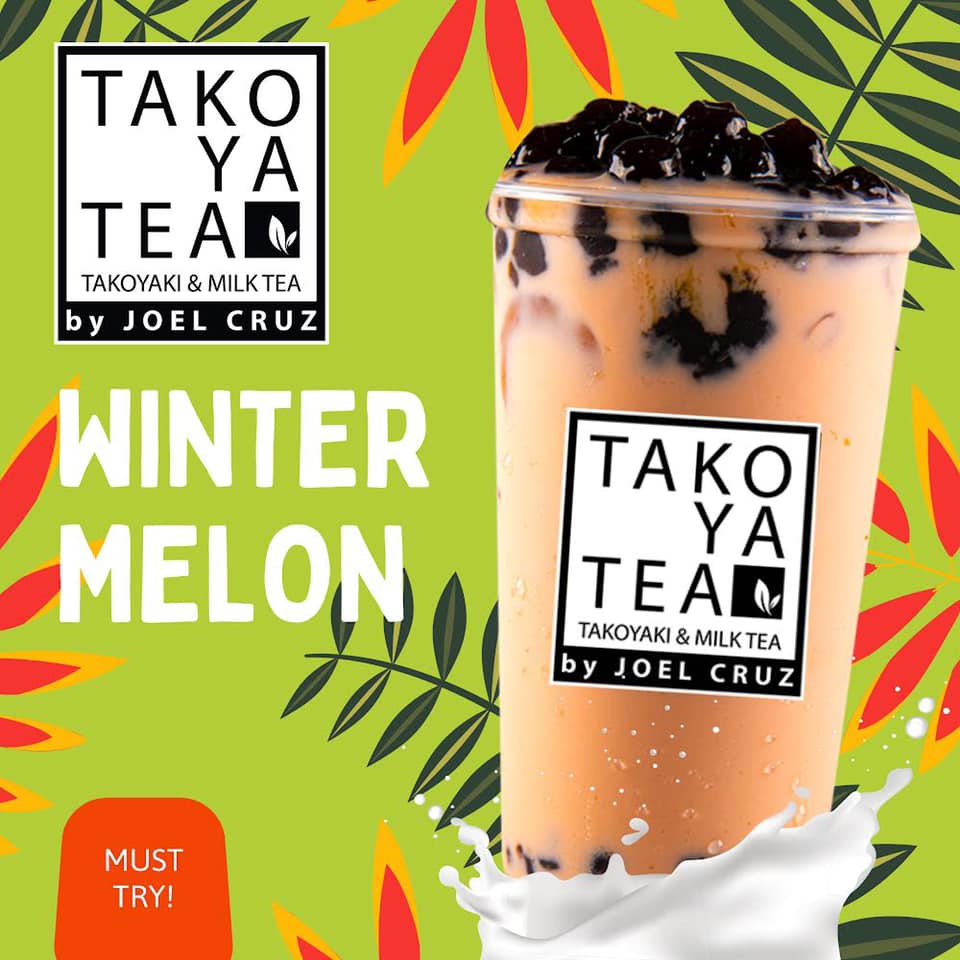 TAKO
YA
TEA
TAKOYAKI & MILK TEA
by JOEL CRUZ
WINTER
MELON
TAKO
YA
TEA
TAKOYAKI & MILK TEA
by JOEL CRUZ
MUST
TRY!